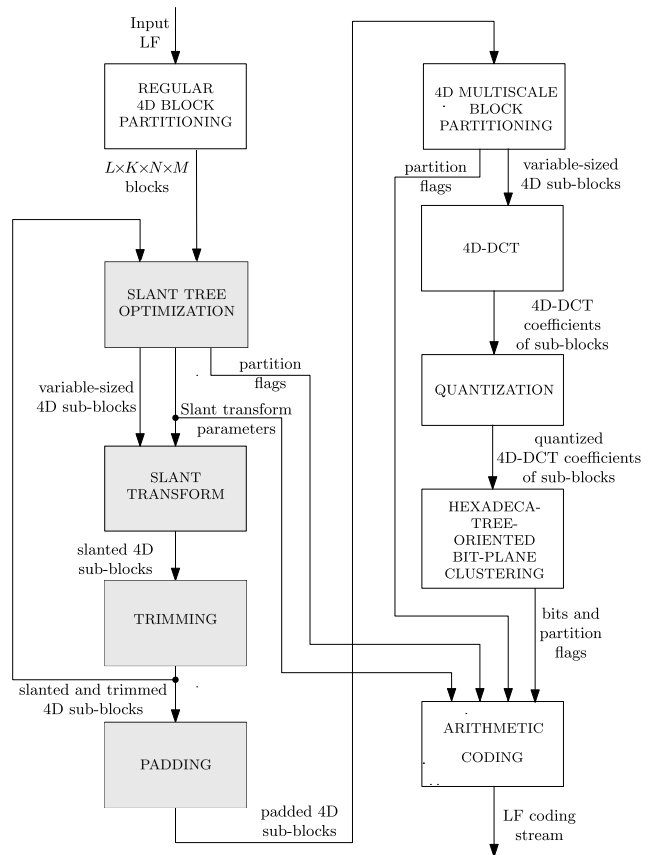 Input
LF
REGULAR
4D BLOCK
PARTITIONING
L×K×N×M
blocks
SLANT TREE
OPTIMIZATION
variable-sized
4D sub-blocks
partition
flags
Slant transform
parameters
SLANT
TRANSFORM
slanted 4D
sub-blocks
TRIMMING
slanted and trimmed
4D sub-blocks
PADDING
padded 4D
sub-blocks
4D MULTISCALE
BLOCK
PARTITIONING
partition
flags
variable-sized
4D sub-blocks
4D-DCT
4D-DCT
coefficients
of sub-blocks
QUANTIZATION
quantized
4D-DCT coefficients
of sub-blocks
HEXADECA-
TREE-
ORIENTED
BIT-PLANE
CLUSTERING
bits and
partition
flags
ARITHMETIC
CODING
LF coding
stream